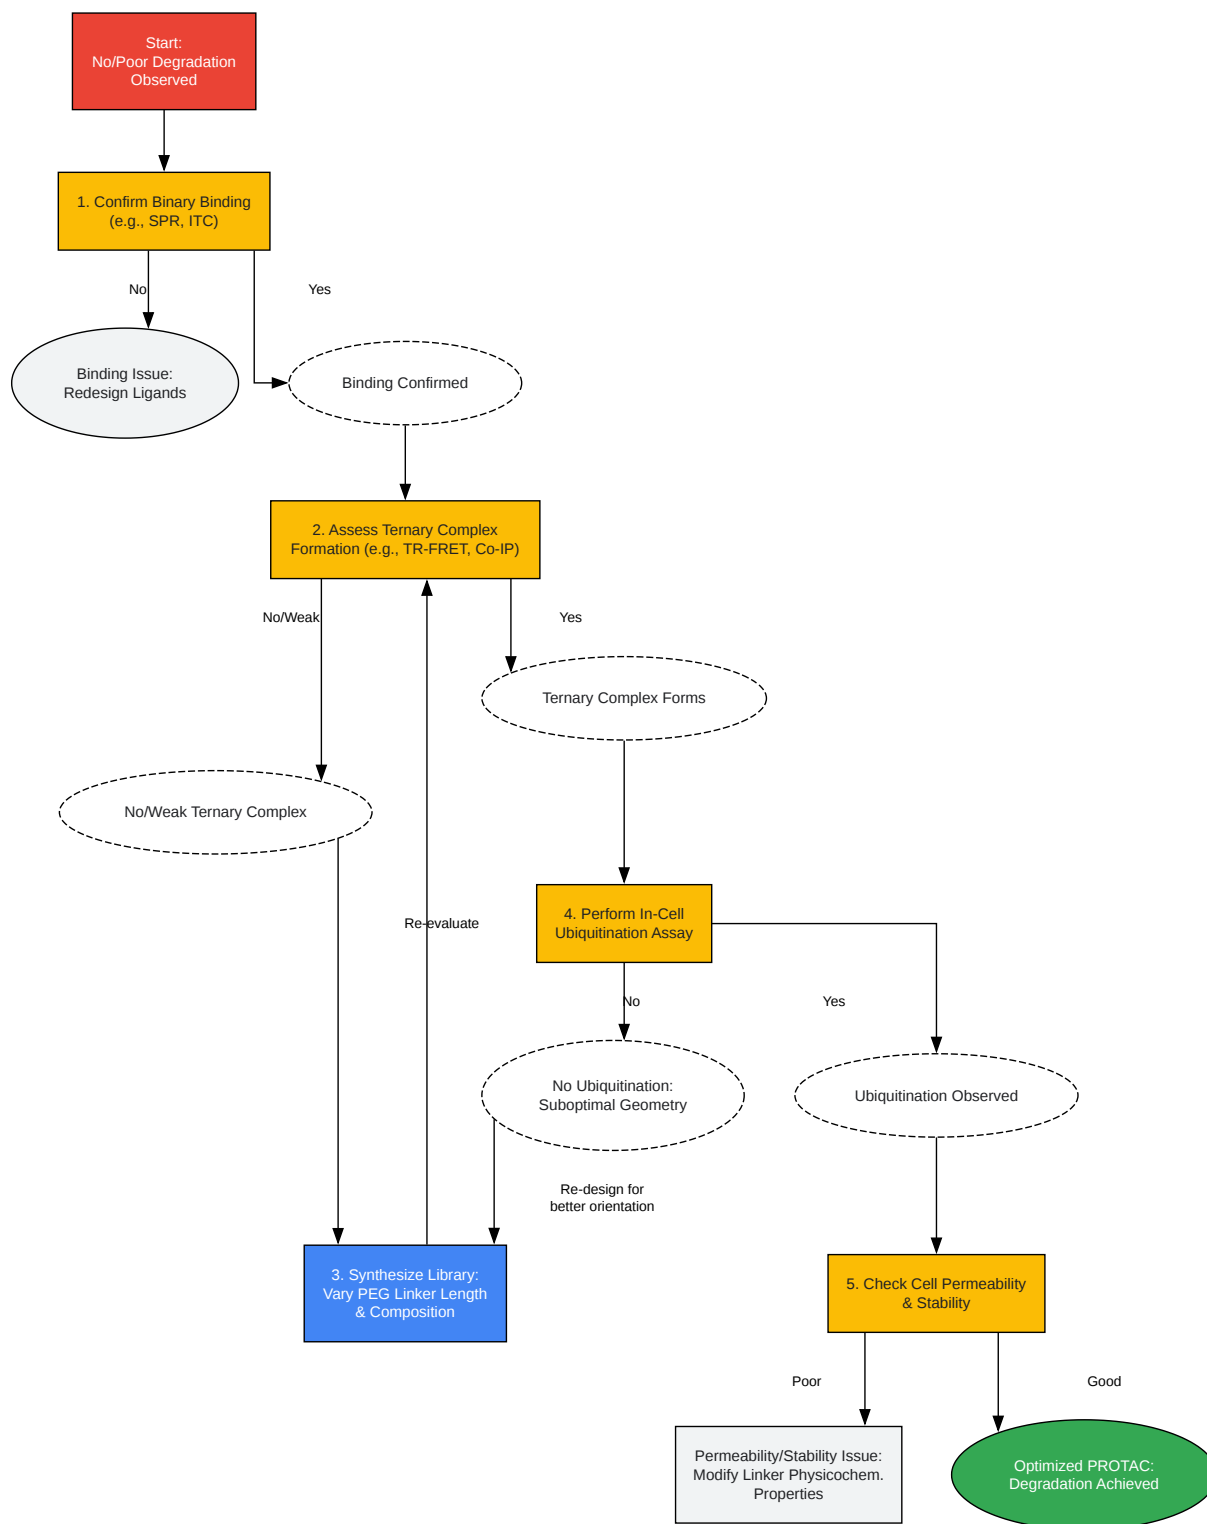 Start:
No/Poor Degradation
Observed
1. Confirm Binary Binding
(e.g., SPR, ITC)
No
Yes
Binding Issue:
Redesign Ligands
Binding Confirmed
2. Assess Ternary Complex
Formation (e.g., TR-FRET, Co-IP)
No/Weak
Yes
Ternary Complex Forms
No/Weak Ternary Complex
Re-evaluate
4. Perform In-Cell
Ubiquitination Assay
No
Yes
No Ubiquitination:
Suboptimal Geometry
Ubiquitination Observed
Re-design for
better orientation
3. Synthesize Library:
Vary PEG Linker Length
& Composition
5. Check Cell Permeability
& Stability
Poor
Good
Permeability/Stability Issue:
Modify Linker Physicochem.
Properties
Optimized PROTAC:
Degradation Achieved